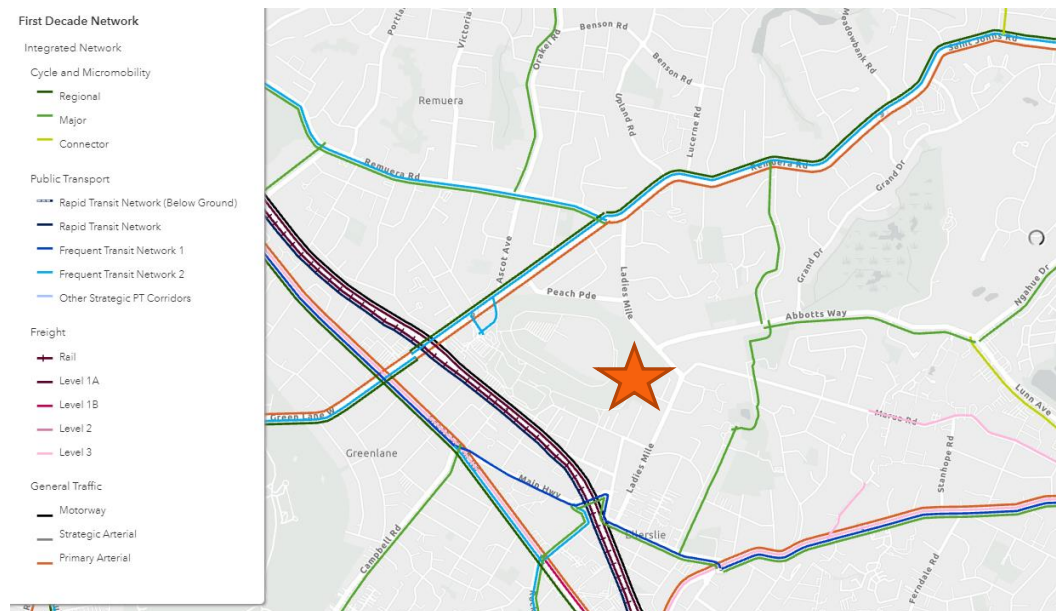 First Decade Network
Integrated Network
Cycle and Micromobility
Regional
Major
Connector
Public Transport
Rapid Transit Network (Below Ground)
Rapid Transit Network
Frequent Transit Network 1
Frequent Transit Network 2
Other Strategic PT Corridors
Freight
Rail
Level 1A
Level 1B
Level 2
Level 3
General Traffic
Motorway
Strategic Arterial
Primary Arterial
Victoria
Orakei Rd
Benson Rd
Benson Rd
Meadowbank Rd
Saint Johns Rd
Remuera
Upland Rd
Lucerne Rd
Remuera Rd
Remuera Rd
Grand Dr
Grand Dr
Ascot Ave
Ladies Mile
Peach Pde
Abbotts Way
Ngahue Dr
Lunn Ave
Green Lane W
Marua Rd
Greenlane
Ladies Mile
Stanhope Rd
Main Hwy
Ellerslie
Campbell Rd
Ferndale Rd